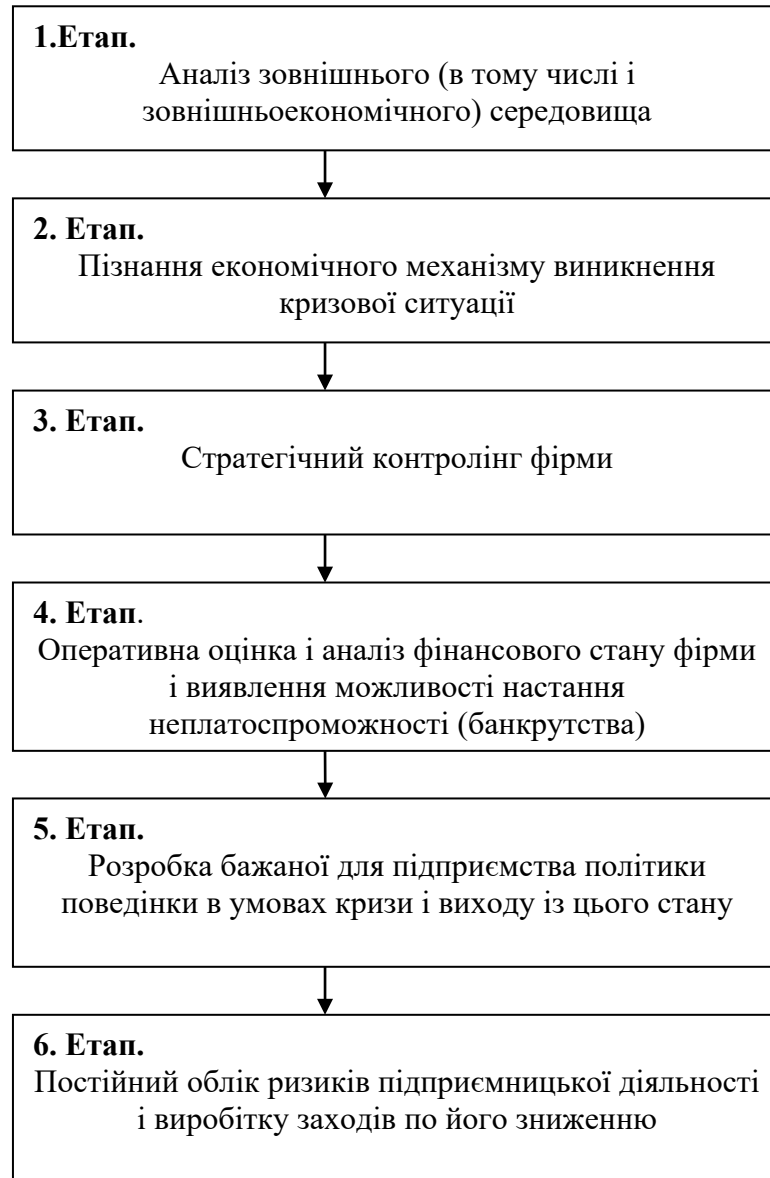 1.Етап.
Аналіз зовнішнього (в тому числі і
зовнішньоекономічного) середовища
2. Етап.
Пізнання економічного механізму виникнення
кризової ситуації
3. Етап.
Стратегічний контролінг фірми
4. Етап.
Оперативна оцінка і аналіз фінансового стану фірми
і виявлення можливості настання
неплатоспроможності (банкрутства)
5. Етап.
Розробка бажаної для підприємства політики
поведінки в умовах кризи і виходу із цього стану
6. Етап.
Постійний облік ризиків підприємницької діяльності
і виробітку заходів по його зниженню